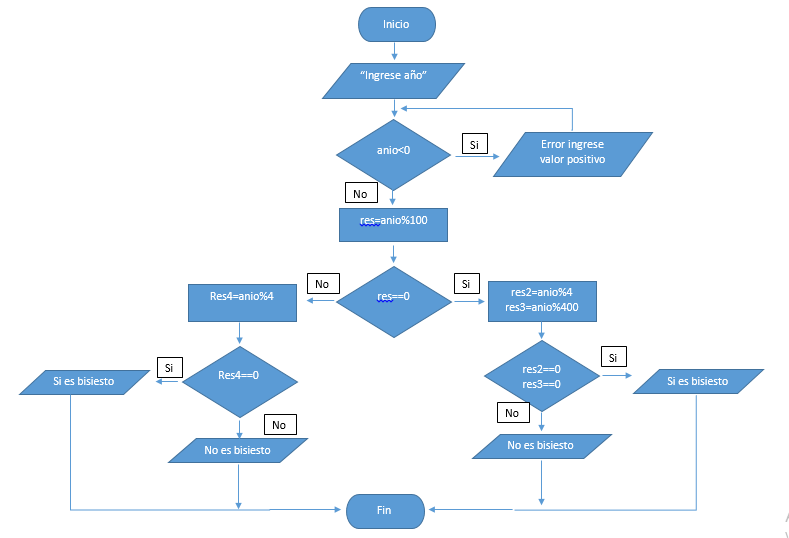 Inicio
"Ingrese año"
anio<0
Si
Error ingrese
valor positivo
No
res=anio%100
Res4=anio%4
No
res==0
Si
res2=anio%4
res3=anio%400
Si es bisiesto
Si
Res4==0
No
No es bisiesto
res2==0
res3==0
Si
Si es bisiesto
No
No es bisiesto
Fin